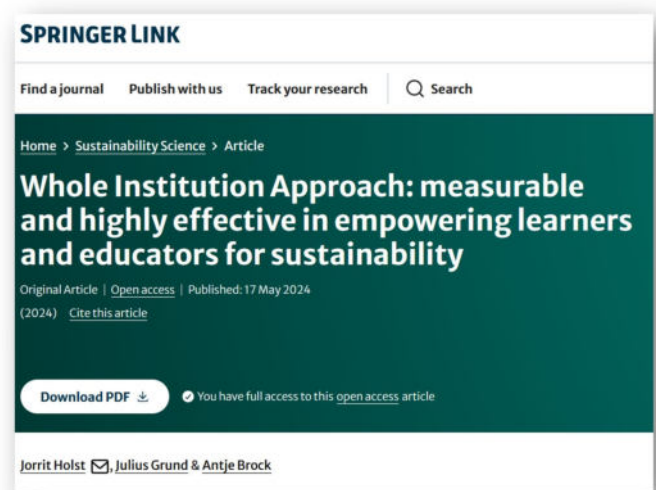 SPRINGER LINK
Find a journal Publish with us Track your research Search
Home > Sustainability Science > Article
Whole Institution Approach: measurable
and highly effective in empowering learners
and educators for sustainability
Original Article | Open access | Published: 17 May 2024
(2024) Cite this article
Download PDF You have full access to this open access article
Jorrit Holst, Julius Grund & Antje Brock